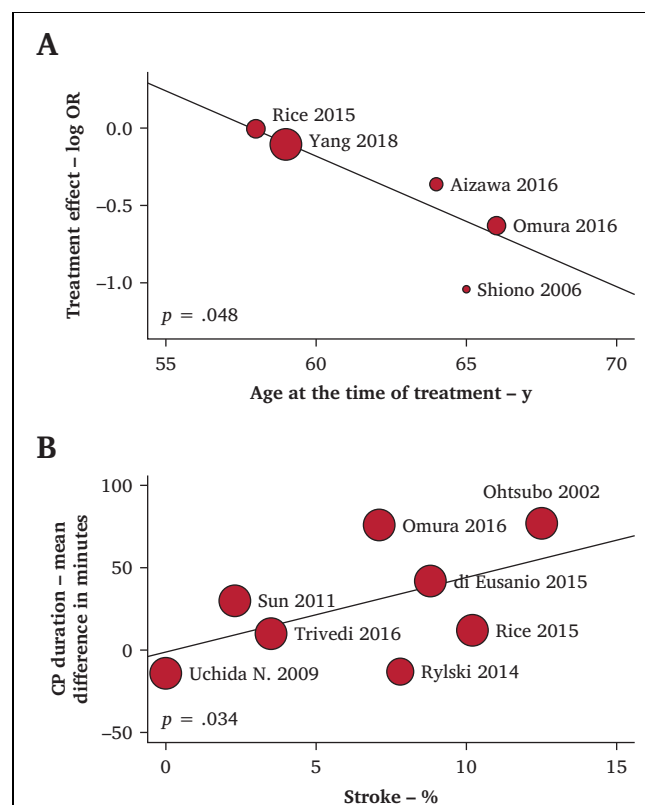 A
Treatment effect – log OR
0.0
−0.5
−1.0
Rice 2015
Yang 2018
Aizawa 2016
Omura 2016
Shiono 2006
p = .048
55
60
65
70
Age at the time of treatment – y
B
CP duration – mean
difference in minutes
100
50
0
−50
Ohtsubo 2002
Omura 2016
di Eusanio 2015
Sun 2011
Trivedi 2016
Rice 2015
Uchida N. 2009
Rylski 2014
p = .034
0
5
10
15
Stroke – %